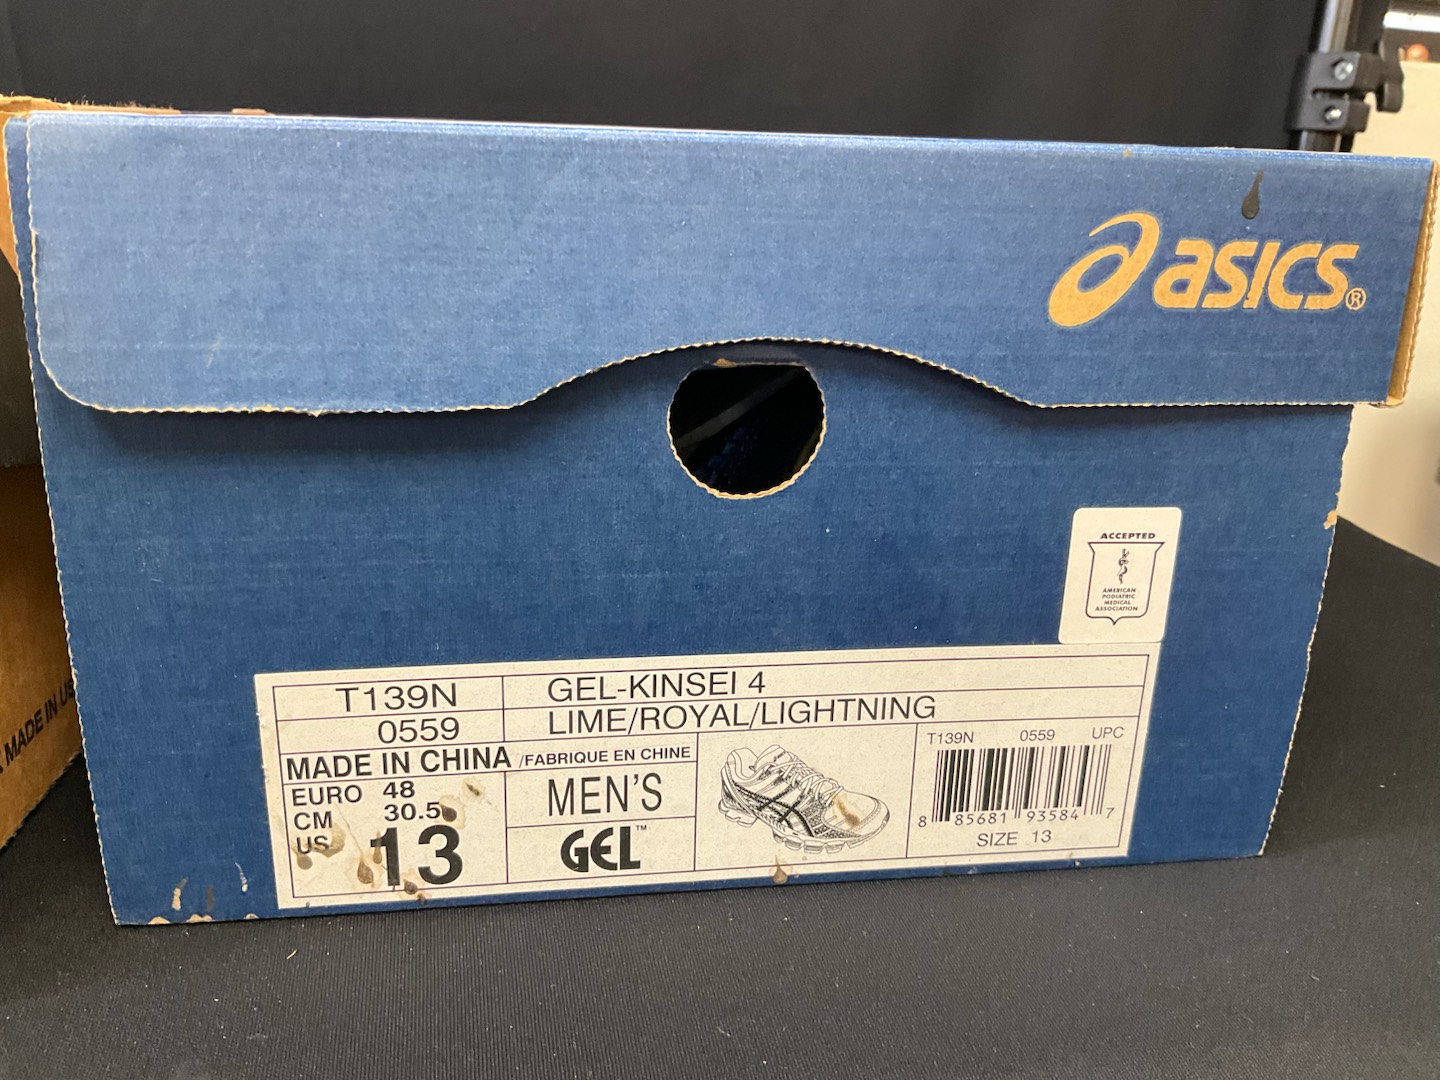 asics®
ACCEPTED
AMERICAN
PODIATRIC
MEDICAL
ASSOCIATION
T139N GEL-KINSEI 4
0559 LIME/ROYAL/LIGHTNING
MADE IN CHINA /FABRIQUE EN CHINE
EURO 48
CM 30.5
US 13
MEN'S
GEL™
T139N 0559 UPC
8 85681 93584 7
SIZE 13
MADE IN